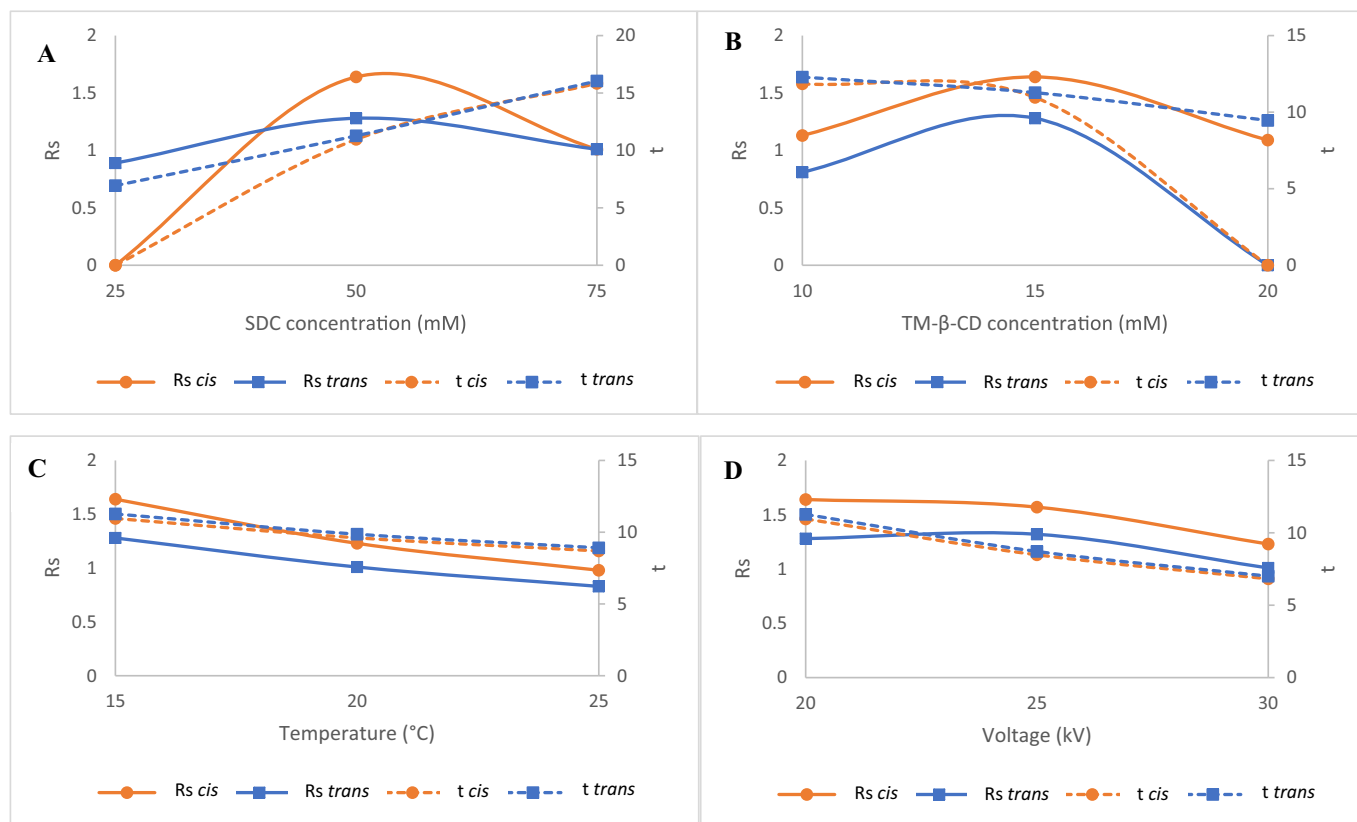 A
Rs
2
1.5
1
0.5
0
20
15
10
5
0
t
25
50
75
SDC concentration (mM)
Rs cis
Rs trans
t cis
t trans
B
Rs
2
1.5
1
0.5
0
15
10
5
0
t
10
15
20
TM-β-CD concentration (mM)
Rs cis
Rs trans
t cis
t trans
C
Rs
2
1.5
1
0.5
0
15
10
5
0
t
15
20
25
Temperature (°C)
Rs cis
Rs trans
t cis
t trans
D
Rs
2
1.5
1
0.5
0
15
10
5
0
t
20
25
30
Voltage (kV)
Rs cis
Rs trans
t cis
t trans